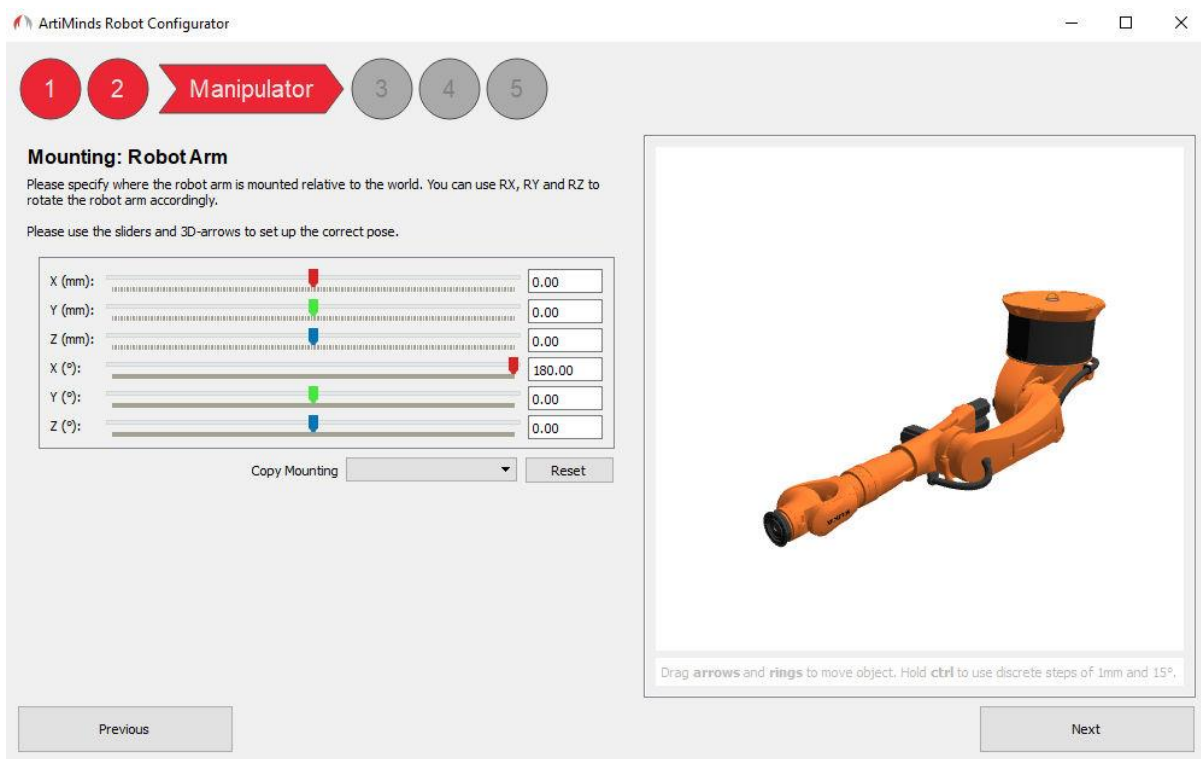 ArtiMinds Robot Configurator
1
2
Manipulator
3
4
5
Mounting: Robot Arm
Please specify where the robot arm is mounted relative to the world. You can use RX, RY and RZ to
rotate the robot arm accordingly.
Please use the sliders and 3D-arrows to set up the correct pose.
X (mm): 0.00
Y (mm): 0.00
Z (mm): 0.00
X (º): 180.00
Y (º): 0.00
Z (º): 0.00
Copy Mounting
Reset
KUKA
Drag arrows and rings to move object. Hold ctrl to use discrete steps of 1mm and 15°.
Previous
Next